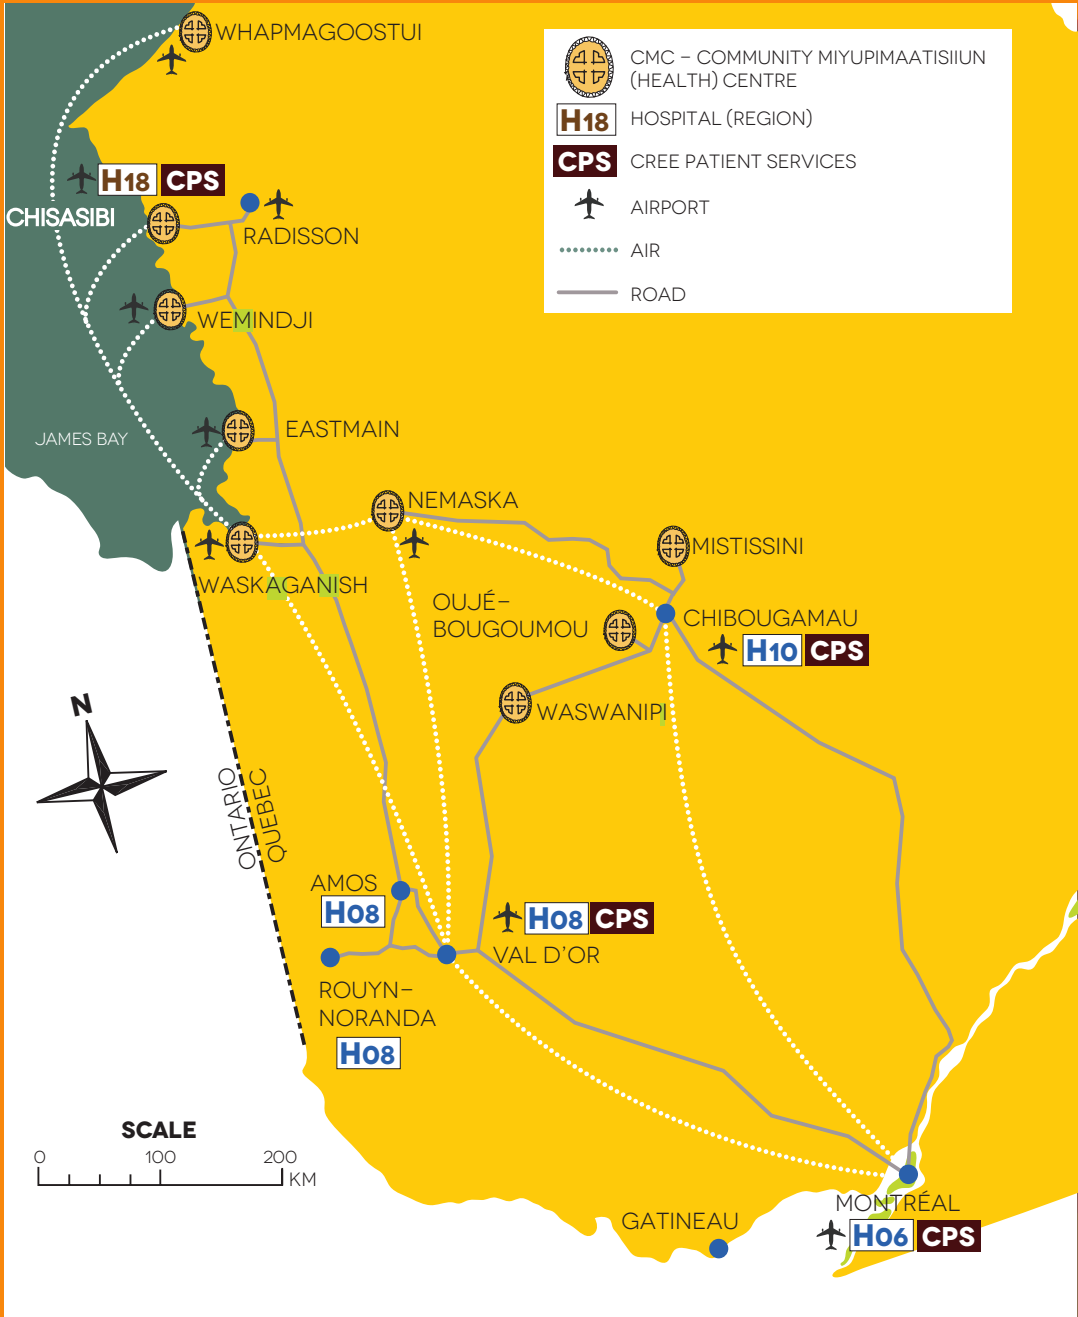 WHAPMAGOOSTUI
CMC – COMMUNITY MIYUPIMAATISIIUN
(HEALTH) CENTRE
H18 HOSPITAL (REGION)
CPS CREE PATIENT SERVICES
AIRPORT
AIR
ROAD
H18 CPS
CHISASIBI
RADISSON
WEMINDJI
JAMES BAY
EASTMAIN
NEMASKA
MISTISSINI
WASKAGANISH
OUJÉ–
BOUGOUMOU
CHIBOUGAMAU
H10 CPS
WASWANIPI
N
ONTARIO
QUEBEC
AMOS
H08
H08 CPS
VAL D'OR
ROUYN–
NORANDA
H08
SCALE
0 100 200
KM
MONTRÉAL
H06 CPS
GATINEAU